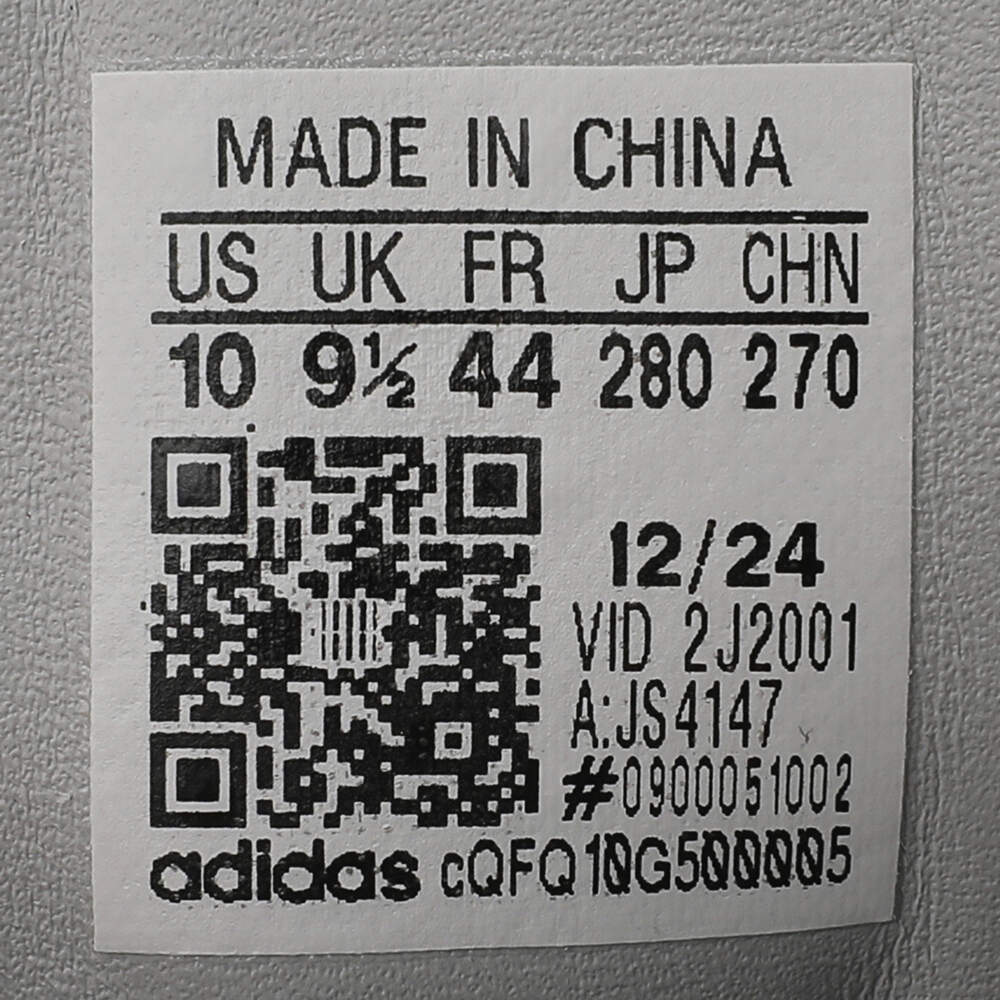 MADE IN CHINA
US UK FR JP CHN
10 9½ 44 280 270
12/24
VID 2J2001
A:JS4147
#0900051002
adidas cQFQ10G500005